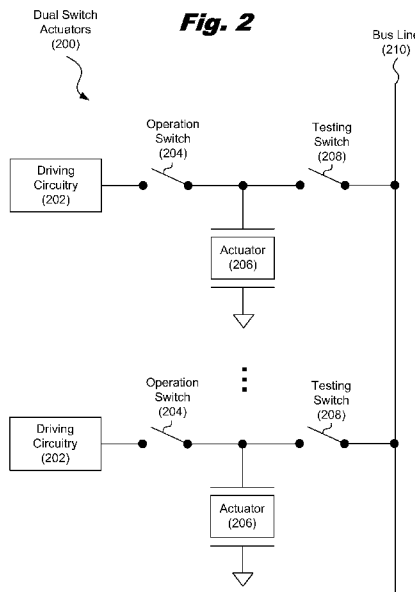 Fig. 2
Dual Switch
Actuators
(200)
Bus Line
(210)
Operation
Switch
(204)
Testing
Switch
(208)
Driving
Circuitry
(202)
Actuator
(206)
Operation
Switch
(204)
Testing
Switch
(208)
Driving
Circuitry
(202)
Actuator
(206)